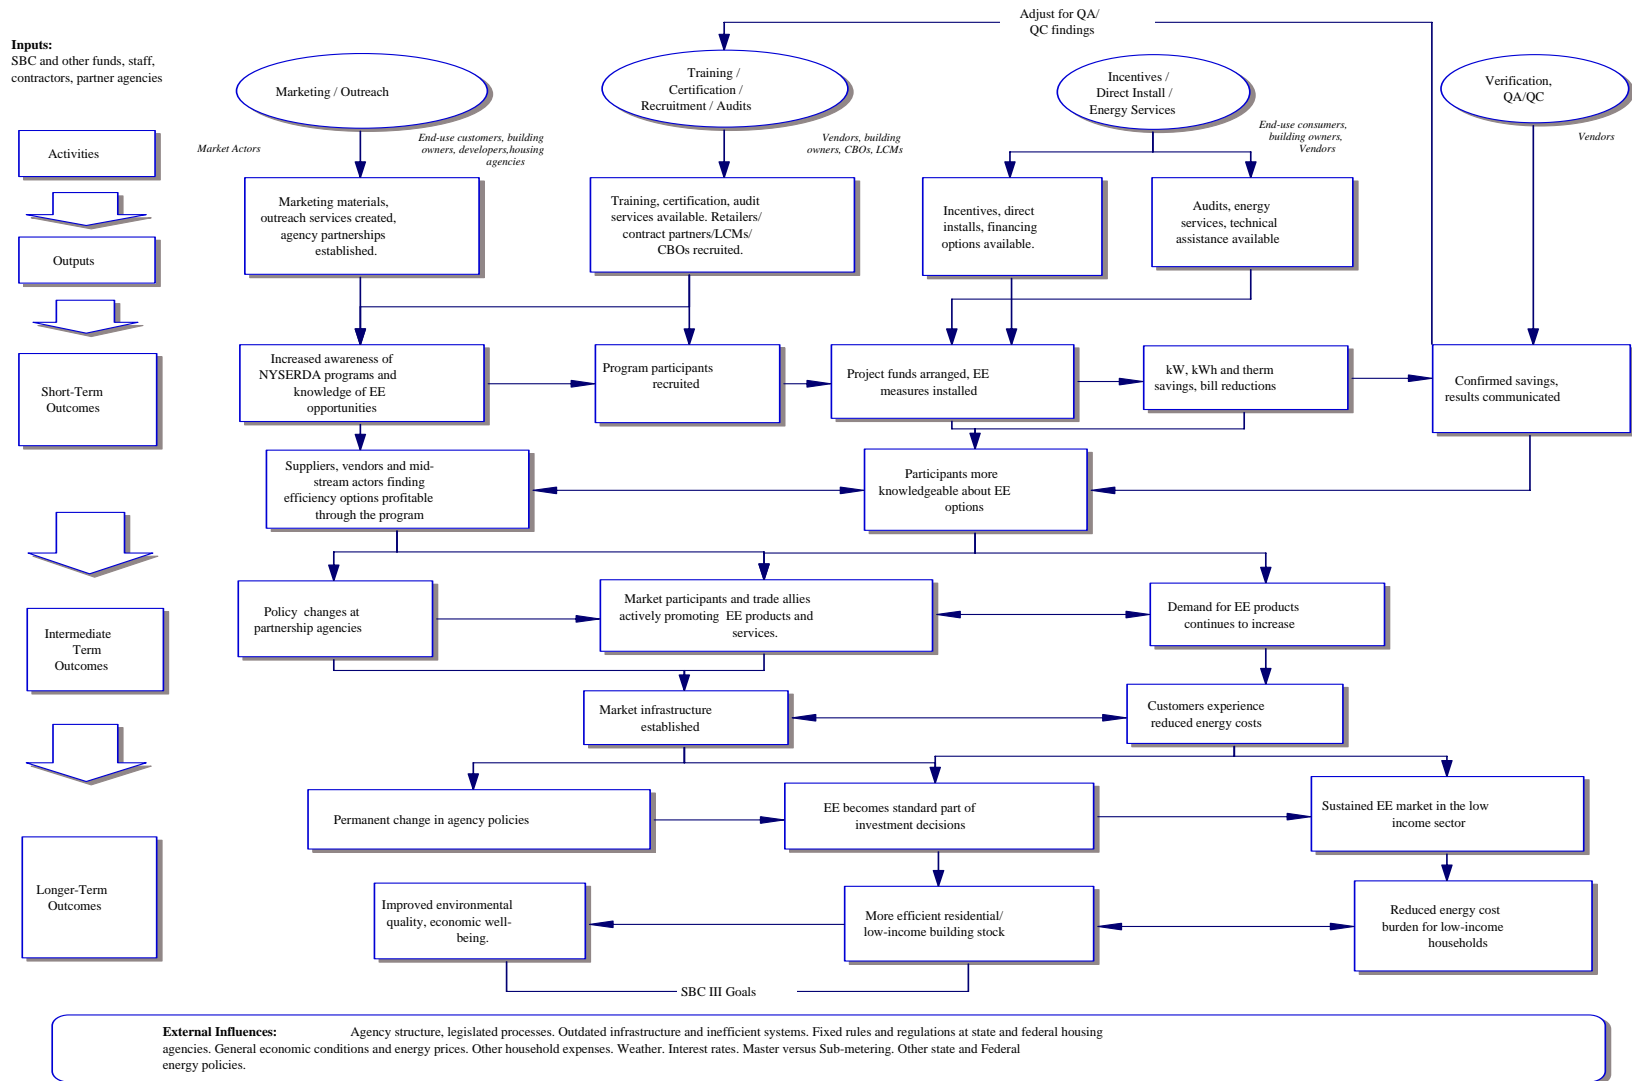 Adjust for QA/
QC findings
Inputs:
SBC and other funds, staff,
contractors, partner agencies
Marketing / Outreach
Training /
Certification /
Recruitment / Audits
Incentives /
Direct Install /
Energy Services
Verification,
QA/QC
Activities
Market Actors
End-use customers, building
owners, developers,housing
agencies
Vendors, building
owners, CBOs, LCMs
End-use consumers,
building owners,
Vendors
Vendors
Outputs
Marketing materials,
outreach services created,
agency partnerships
established.
Training, certification, audit
services available. Retailers/
contract partners/LCMs/
CBOs recruited.
Incentives, direct
installs, financing
options available.
Audits, energy
services, technical
assistance available
Short-Term
Outcomes
Increased awareness of
NYSERDA programs and
knowledge of EE
opportunities
Program participants
recruited
Project funds arranged, EE
measures installed
kW, kWh and therm
savings, bill reductions
Confirmed savings,
results communicated
Suppliers, vendors and mid-
stream actors finding
efficiency options profitable
through the program
Participants more
knowledgeable about EE
options
Intermediate
Term
Outcomes
Policy changes at
partnership agencies
Market participants and trade allies
actively promoting EE products and
services.
Demand for EE products
continues to increase
Market infrastructure
established
Customers experience
reduced energy costs
Longer-Term
Outcomes
Permanent change in agency policies
EE becomes standard part of
investment decisions
Sustained EE market in the low
income sector
Improved environmental
quality, economic well-
being.
More efficient residential/
low-income building stock
Reduced energy cost
burden for low-income
households
SBC III Goals
External Influences: Agency structure, legislated processes. Outdated infrastructure and inefficient systems. Fixed rules and regulations at state and federal housing
agencies. General economic conditions and energy prices. Other household expenses. Weather. Interest rates. Master versus Sub-metering. Other state and Federal
energy policies.